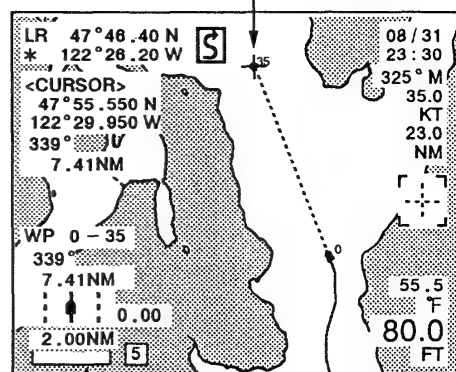 LR 47°46.40 N
* 122°26.20 W
<CURSOR>
47°55.550 N
122°29.950 W
339°
7.41NM
WP 0-35
339°
7.41NM
0.00
2.00NM
5
35
0
08/31
23:30
325°M
35.0
KT
23.0
NM
55.5
°F
80.0
FT